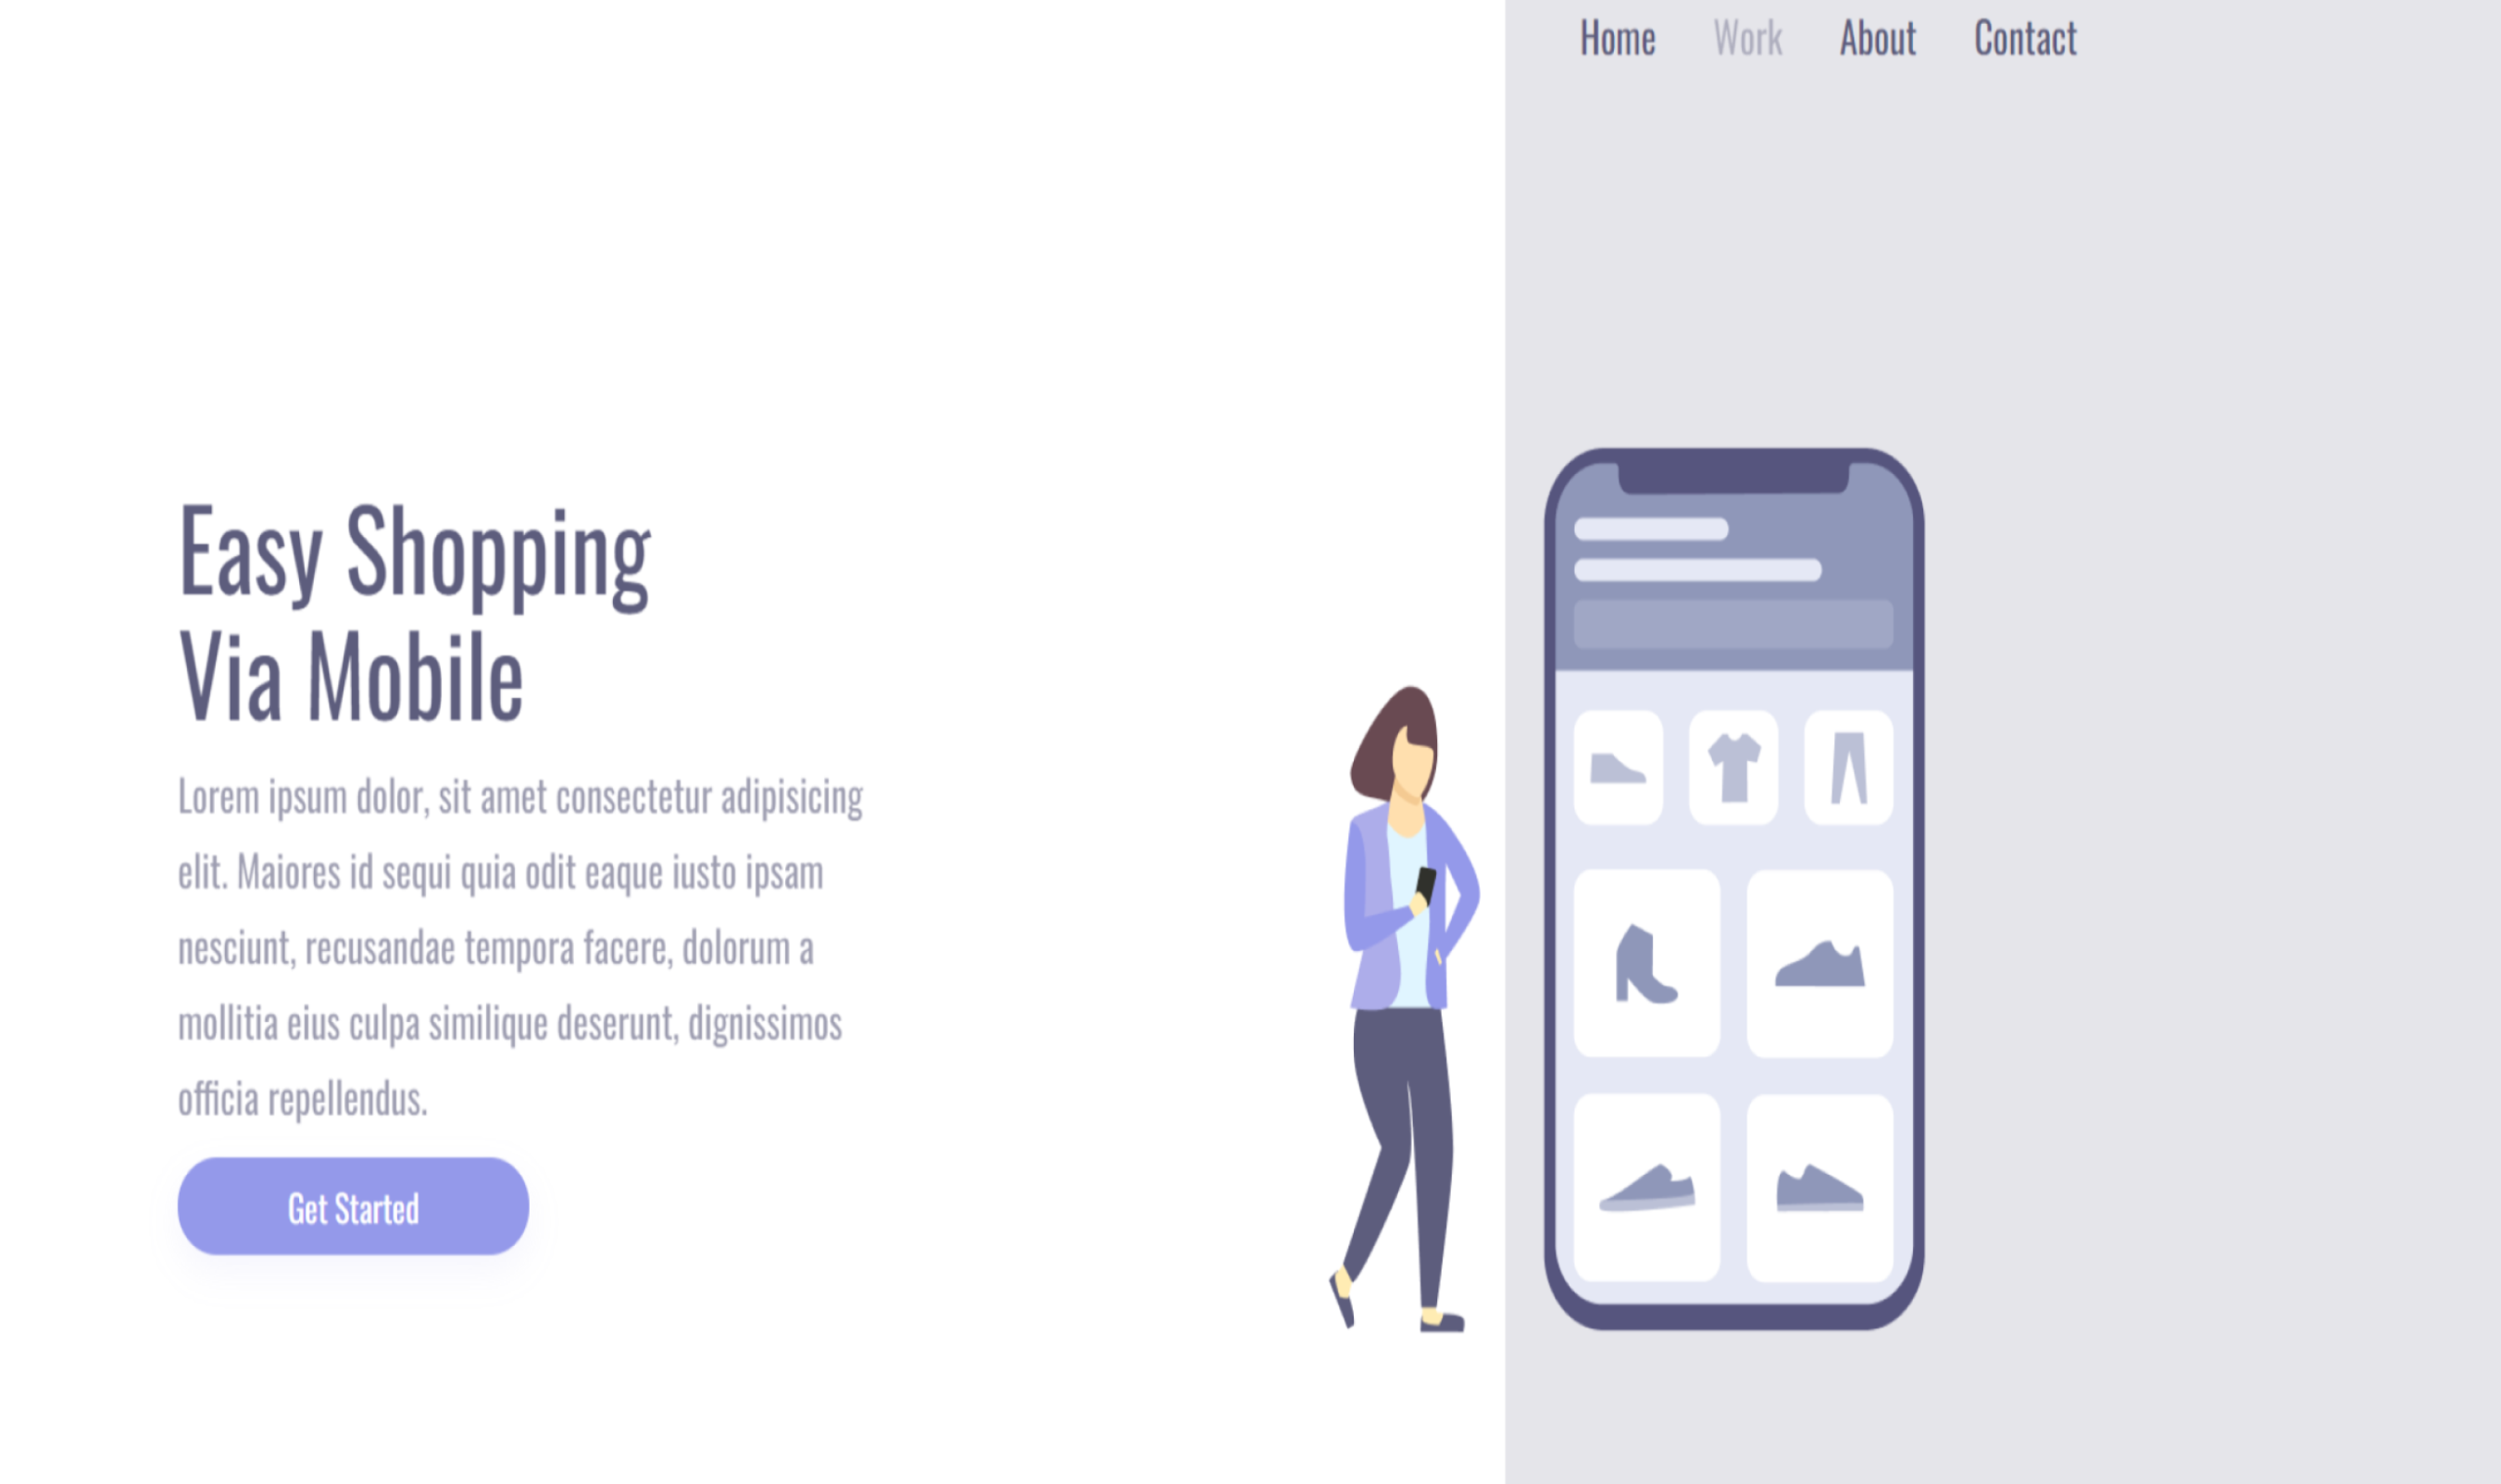 Home Work About Contact
Easy Shopping
Via Mobile
Lorem ipsum dolor, sit amet consectetur adipisicing
elit. Maiores id sequi quia odit eaque iusto ipsam
nesciunt, recusandae tempora facere, dolorum a
mollitia eius culpa similique deserunt, dignissimos
officia repellendus.
Get Started